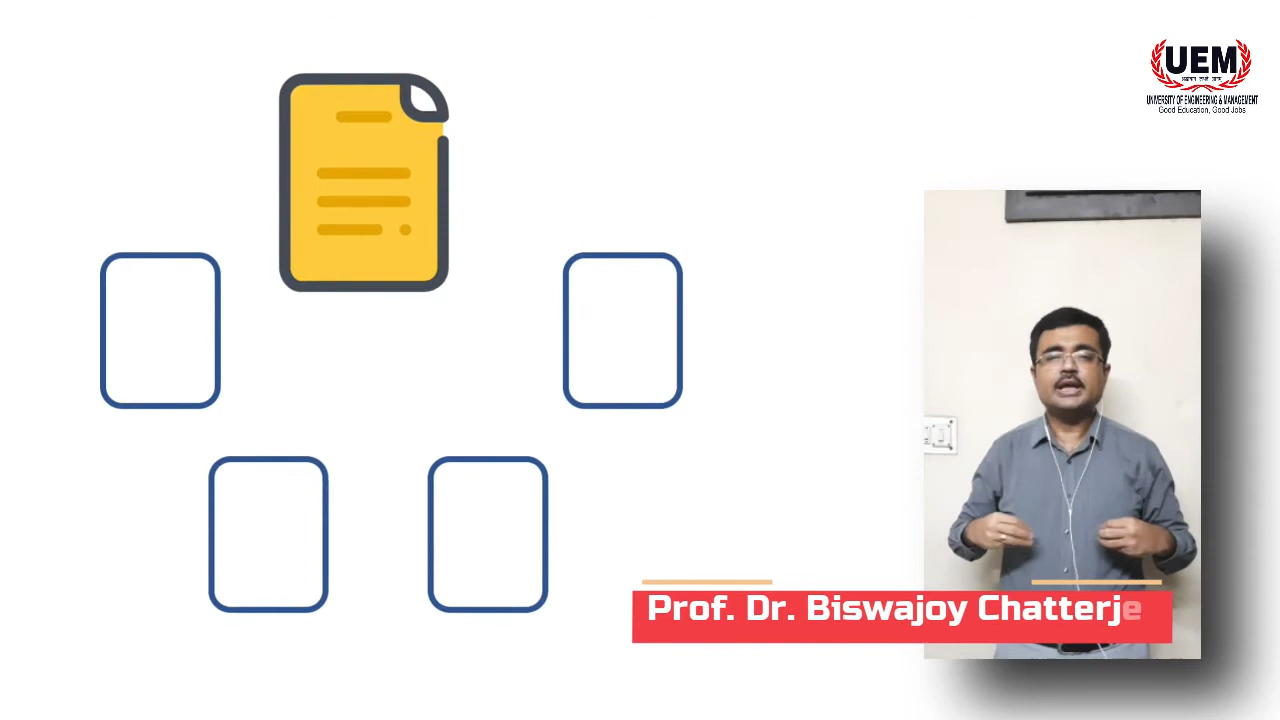 UEM
UNIVERSITY OF ENGINEERING & MANAGEMENT
Good Education, Good Jobs
Prof. Dr. Biswajoy Chatterje